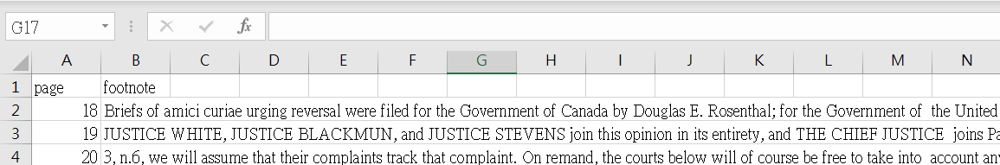 G17 fx
A B C D E F G H I J K L M N
1 page footnote
2 18 Briefs of amici curiae urging reversal were filed for the Government of Canada by Douglas E. Rosenthal; for the Government of the United
3 19 JUSTICE WHITE, JUSTICE BLACKMUN, and JUSTICE STEVENS join this opinion in its entirety, and THE CHIEF JUSTICE joins Pa
4 20 3, n.6, we will assume that their complaints track that complaint. On remand, the courts below will of course be free to take into account any